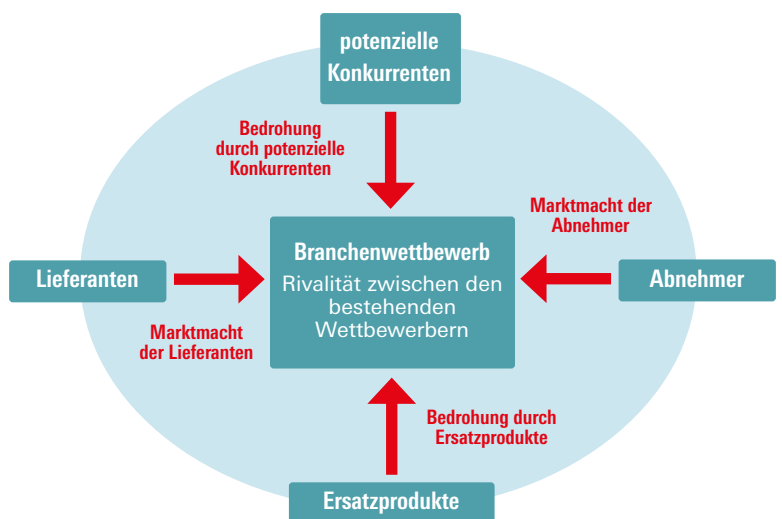 potenzielle
Konkurrenten
Bedrohung
durch potenzielle
Konkurrenten
Marktmacht der
Abnehmer
Branchenwettbewerb
Rivalität zwischen den
bestehenden
Wettbewerbern
Lieferanten
Abnehmer
Marktmacht
der Lieferanten
Bedrohung durch
Ersatzprodukte
Ersatzprodukte